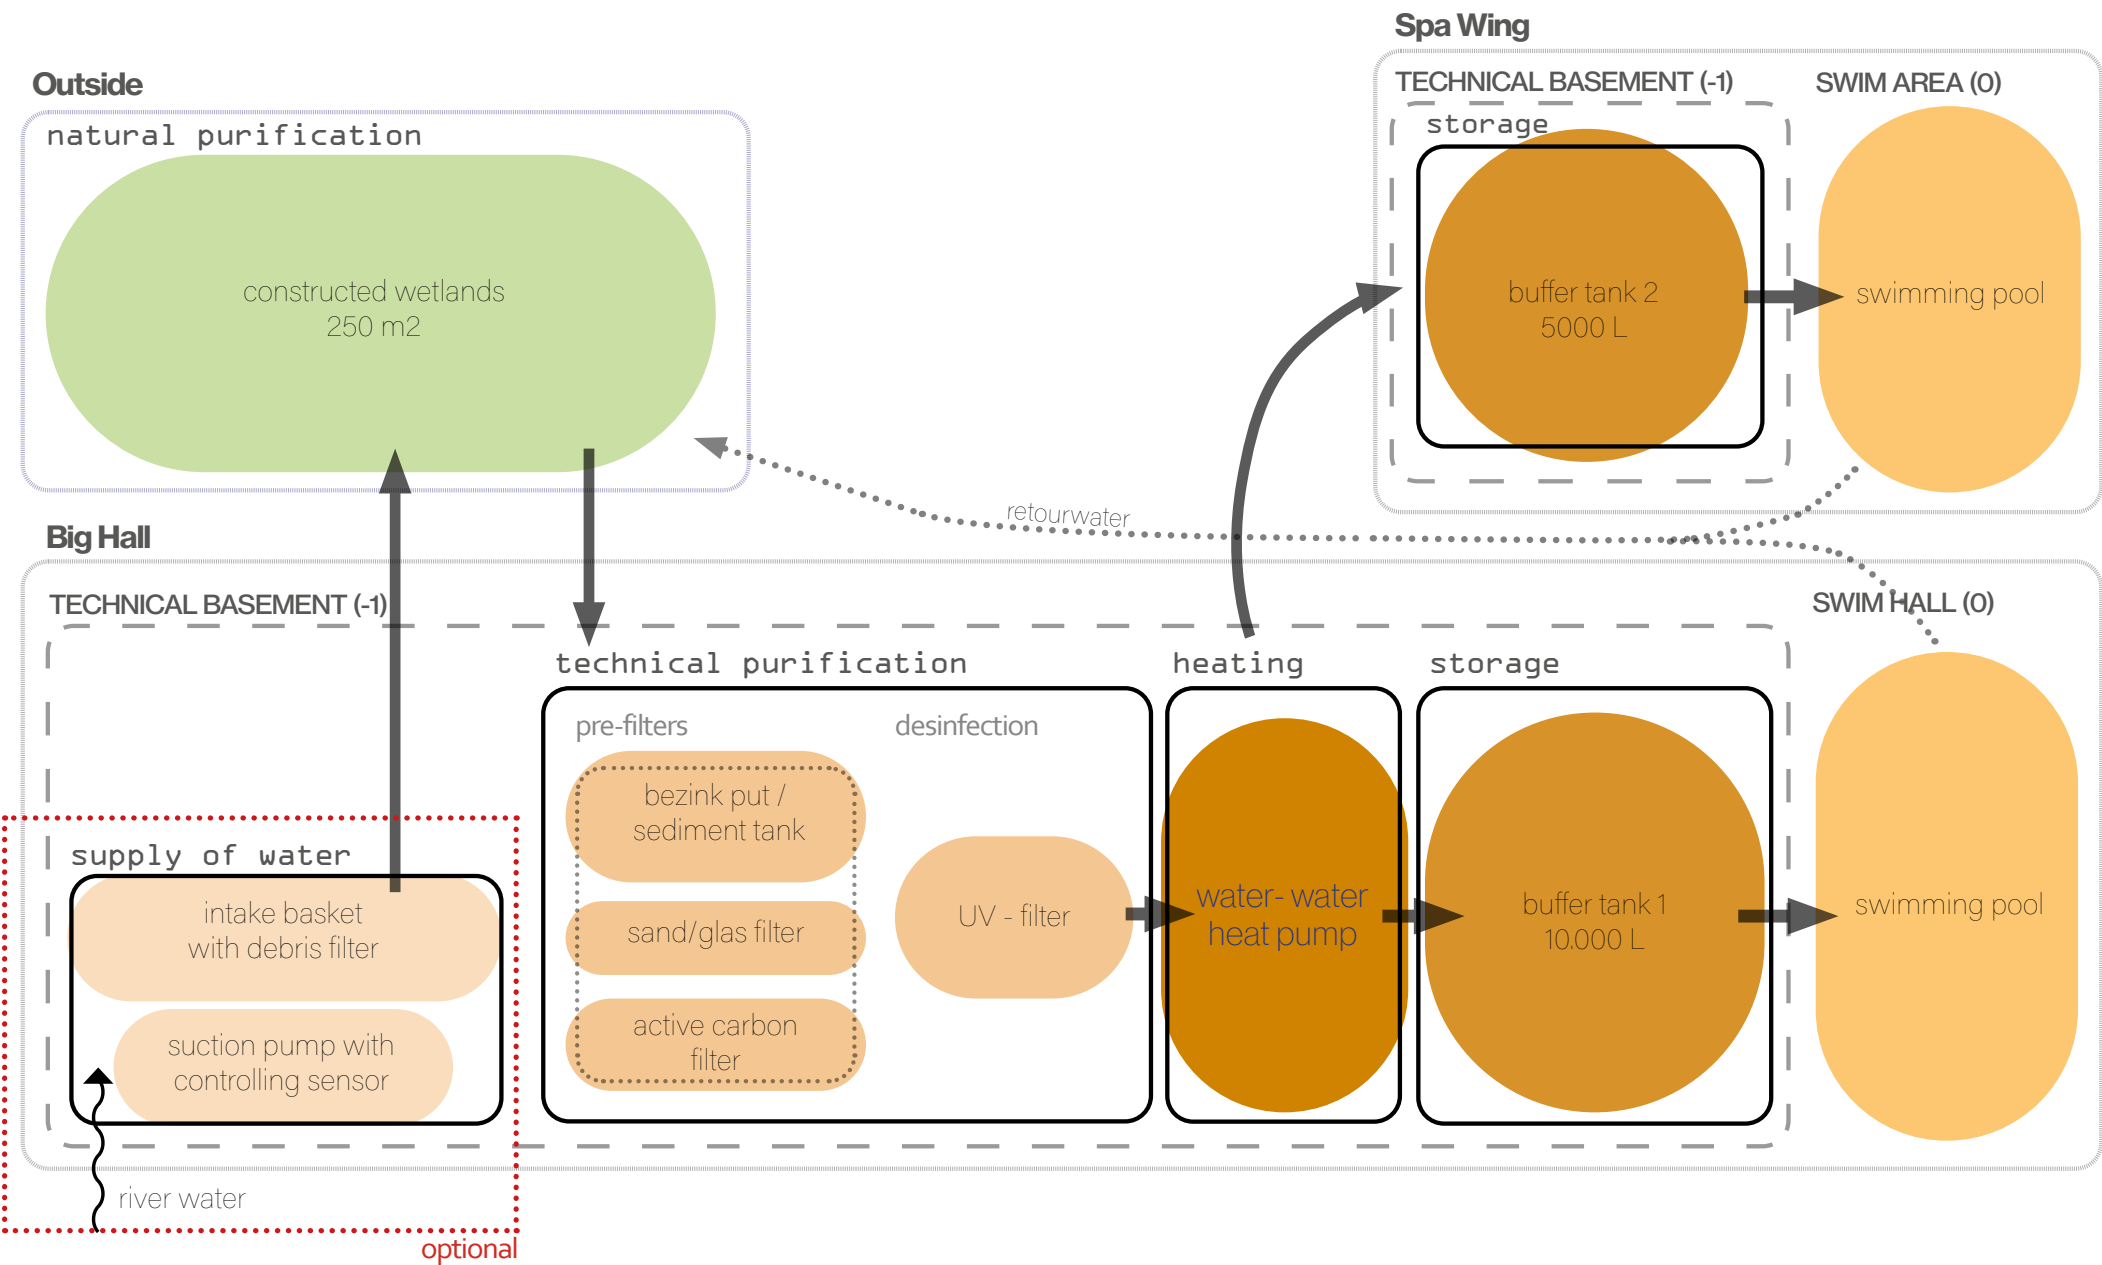 Spa Wing
TECHNICAL BASEMENT (-1)
SWIM AREA (0)
storage
buffer tank 2
5000 L
swimming pool
Outside
natural purification
constructed wetlands
250 m2
retourwater
Big Hall
TECHNICAL BASEMENT (-1)
SWIM HALL (0)
technical purification
heating
storage
pre-filters
desinfection
bezink put /
sediment tank
sand/glas filter
active carbon
filter
UV - filter
water- water
heat pump
buffer tank 1
10.000 L
swimming pool
supply of water
intake basket
with debris filter
suction pump with
controlling sensor
river water
optional